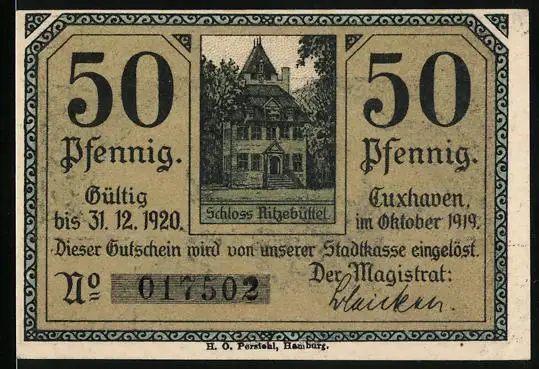 50 50
Pfennig. Pfennig.
Gültig
bis 31. 12. 1920.
Schloss Ritzebüttel
Cuxhaven,
im Oktober 1919.
Dieser Gutschein wird von unserer Stadtkasse eingelöst.
Der Magistrat:
No 017502
H. O. Persiehl, Hamburg.